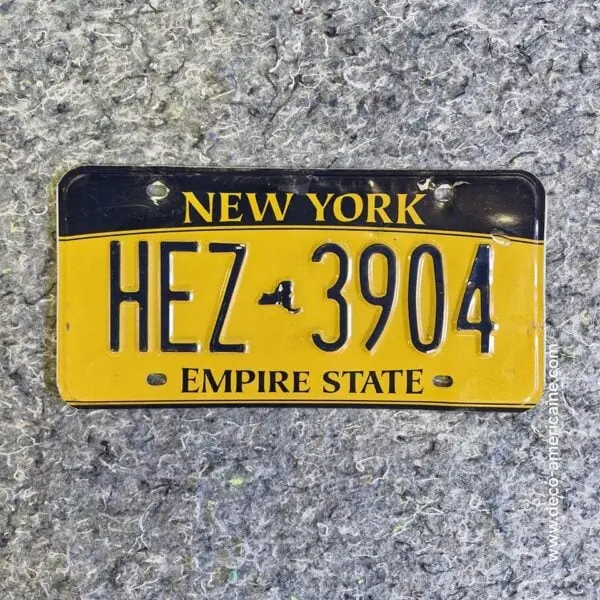 NEW YORK
HEZ 3904
EMPIRE STATE
www.deco-americaine.com